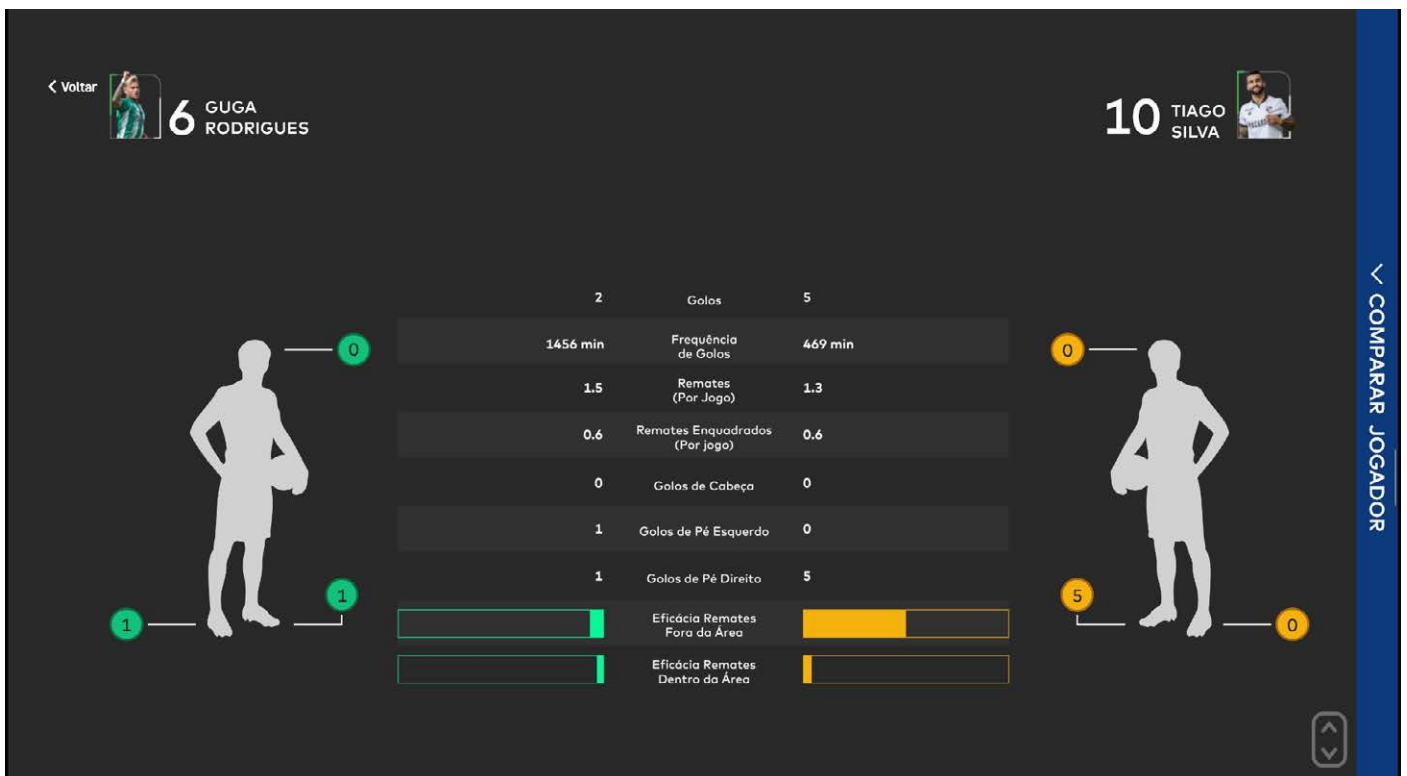 Voltar
6 GUGA
RODRIGUES
10 TIAGO
SILVA
COMPARAR JOGADOR
2 Golos 5
1456 min Frequência
de Golos 469 min
1.5 Remates
(Por Jogo) 1.3
0.6 Remates Enquadrados
(Por jogo) 0.6
0 Golos de Cabeça 0
1 Golos de Pé Esquerdo 0
1 Golos de Pé Direito 5
Eficácia Remates
Fora da Área
Eficácia Remates
Dentro da Área
0
1
1
0
5
0